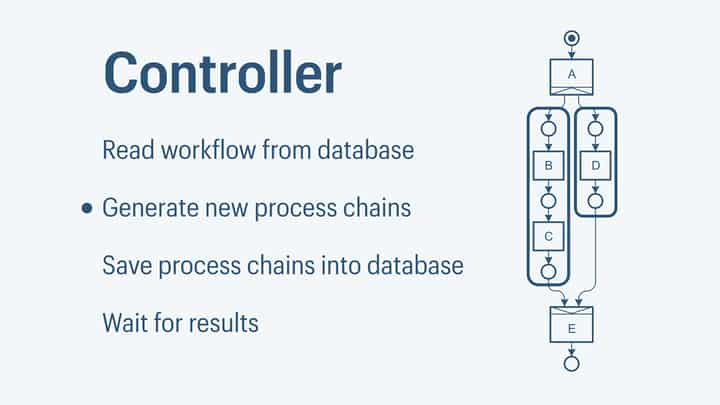 Controller
Read workflow from database
Generate new process chains
Save process chains into database
Wait for results
A
B
D
C
E